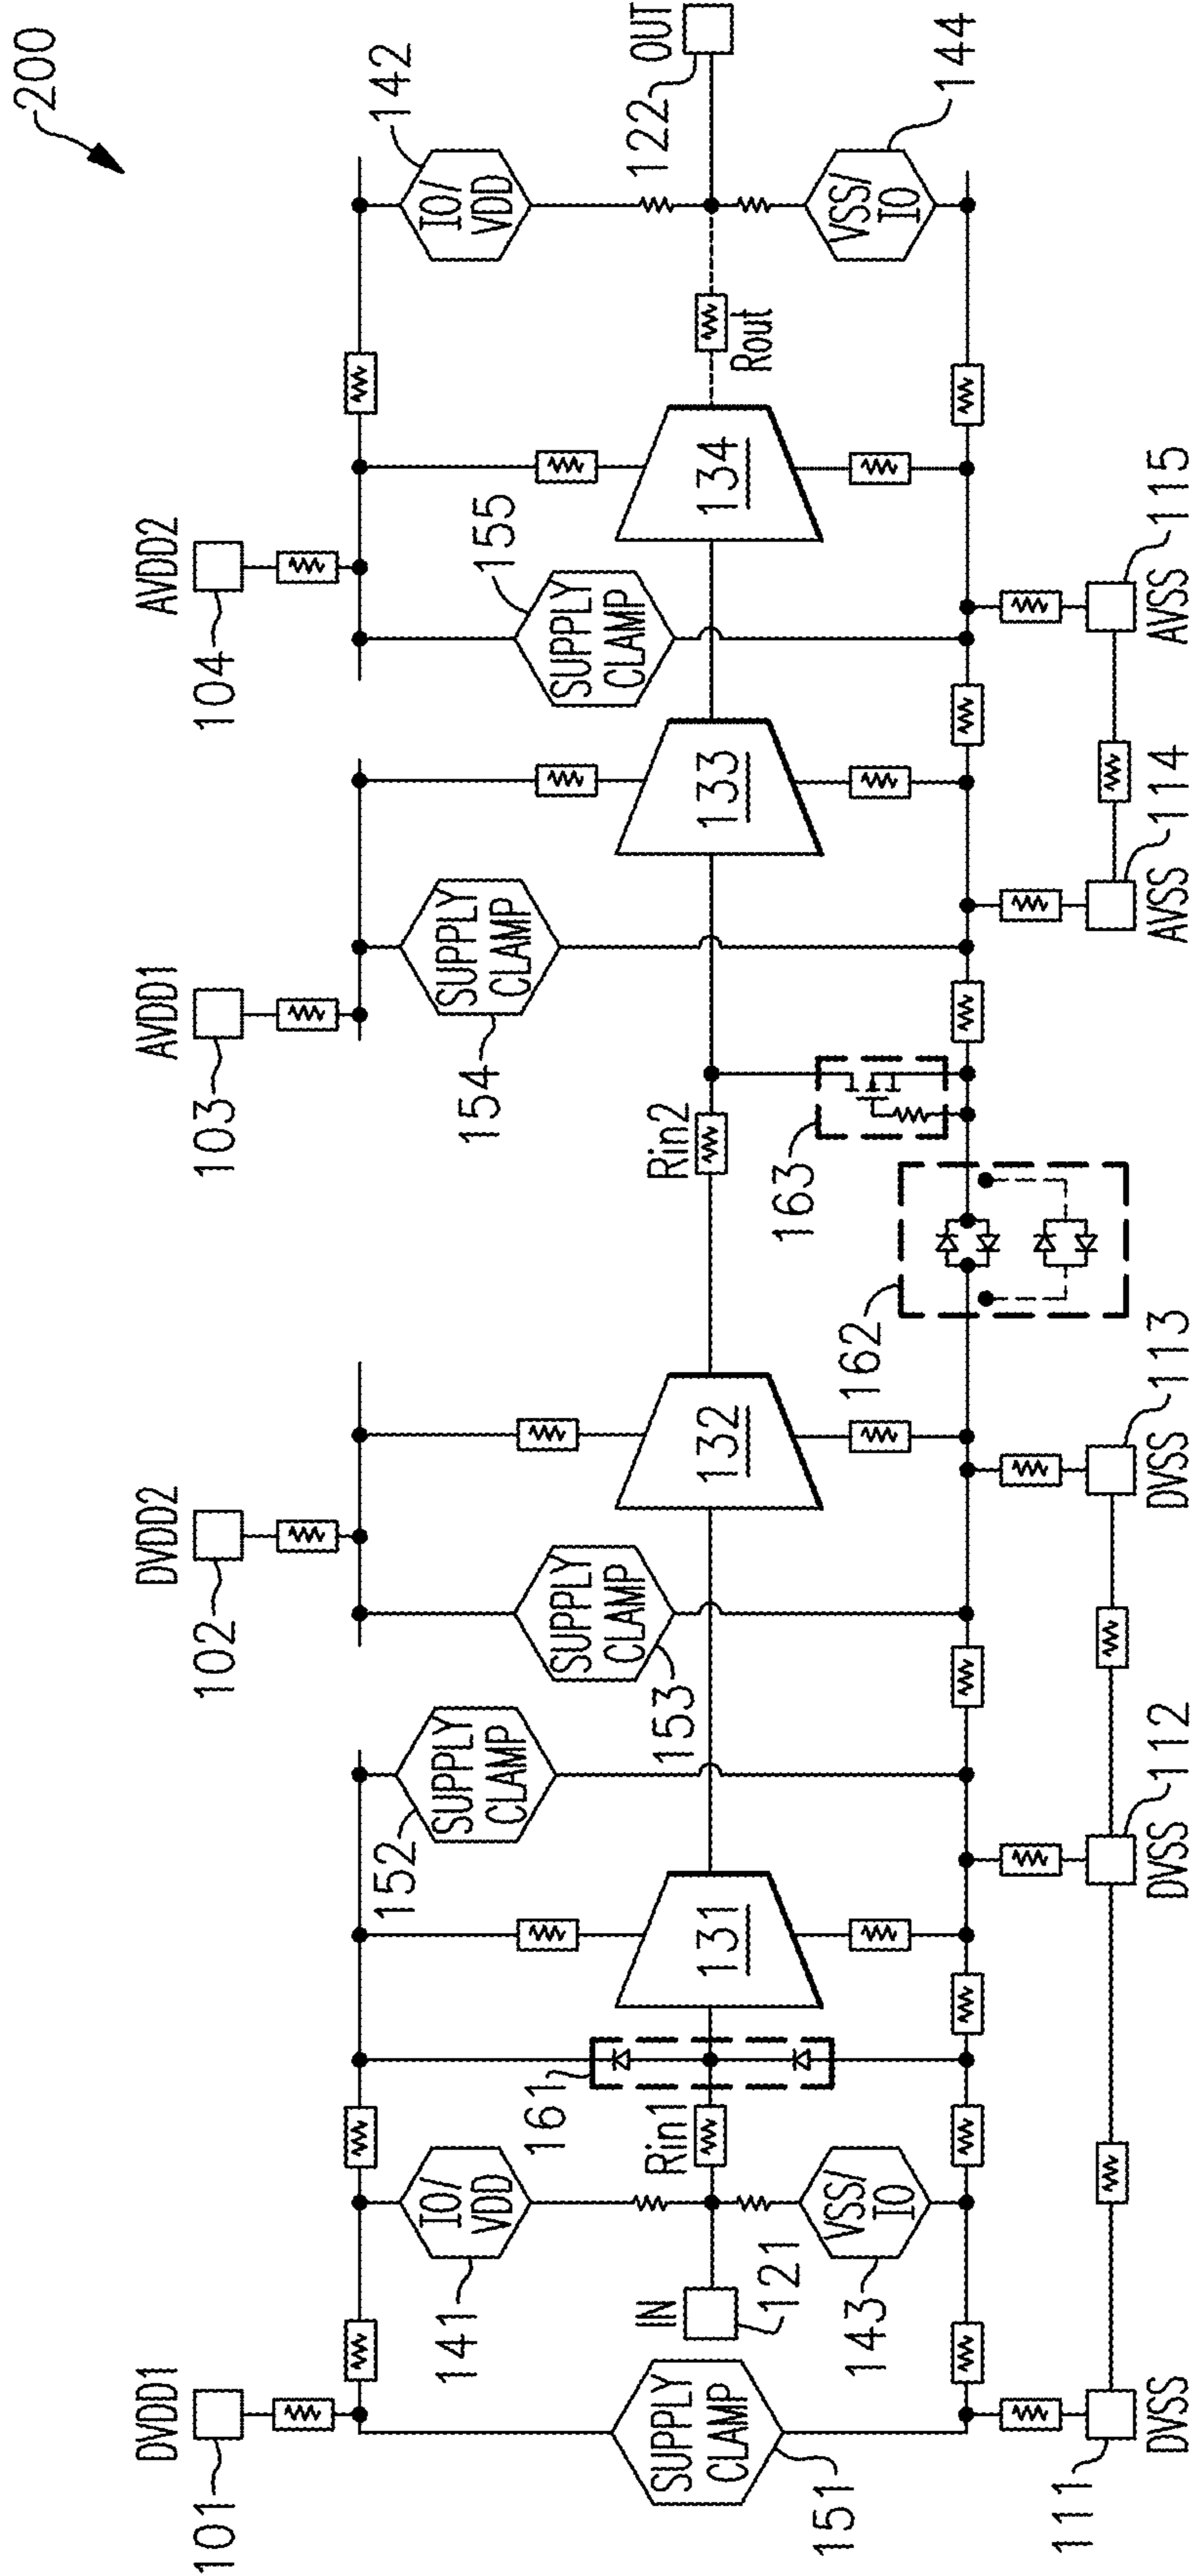 200
DVDD1
101
DVDD2
102
AVDD1
103
AVDD2
104
IO/
VDD
141
SUPPLY
CLAMP
152
SUPPLY
CLAMP
153
SUPPLY
CLAMP
154
SUPPLY
CLAMP
155
IO/
VDD
142
SUPPLY
CLAMP
151
IN
121
Rin1
161
131
132
Rin2
133
134
Rout
OUT
122
VSS/
IO
143
162
163
VSS/
IO
144
111
DVSS
DVSS
112
DVSS
113
AVSS
114
AVSS
115